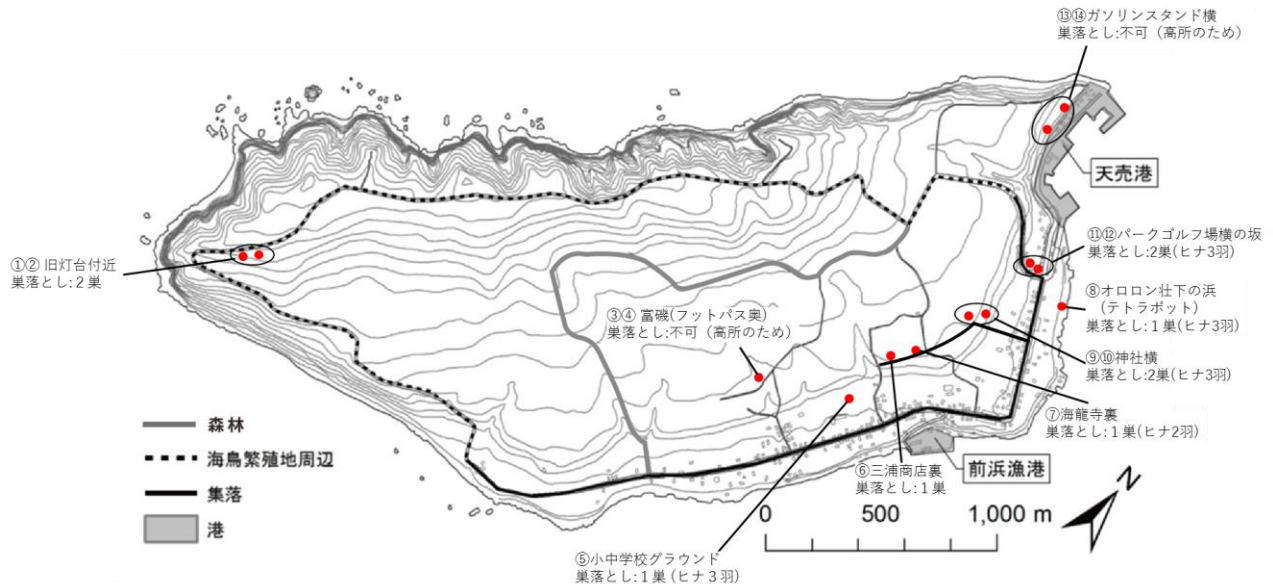 ⑬⑭ガソリンスタンド横
巣落とし:不可（高所のため）
天売港
①② 旧灯台付近
巣落とし:２巣
⑪⑫パークゴルフ場横の坂
巣落とし:2巣(ヒナ3羽)
⑧オロロン荘下の浜
（テトラポット）
巣落とし:１巣(ヒナ3羽)
③④ 富磯(フットパス奥)
巣落とし:不可（高所のため）
⑨⑩神社横
巣落とし:2巣(ヒナ3羽)
⑦海龍寺裏
巣落とし:１巣(ヒナ2羽)
森林
海鳥繁殖地周辺
集落
港
⑥三浦商店裏
巣落とし:１巣
前浜漁港
N
0 500 1,000 m
⑤小中学校グラウンド
巣落とし:１巣(ヒナ３羽)